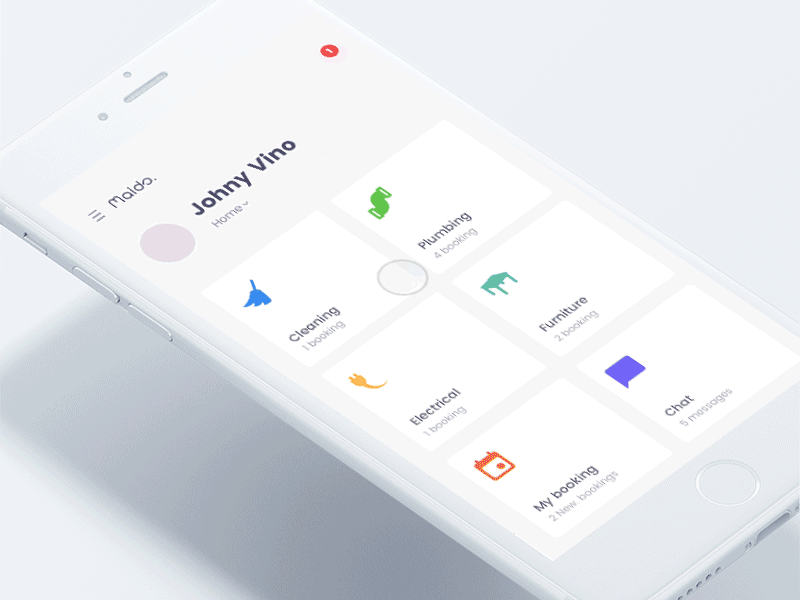 1
Maido.
Johny Vino
Home
Cleaning
1 booking
Plumbing
4 booking
Electrical
1 booking
Furniture
2 booking
My booking
2 New. bookings
Chat
5 messages